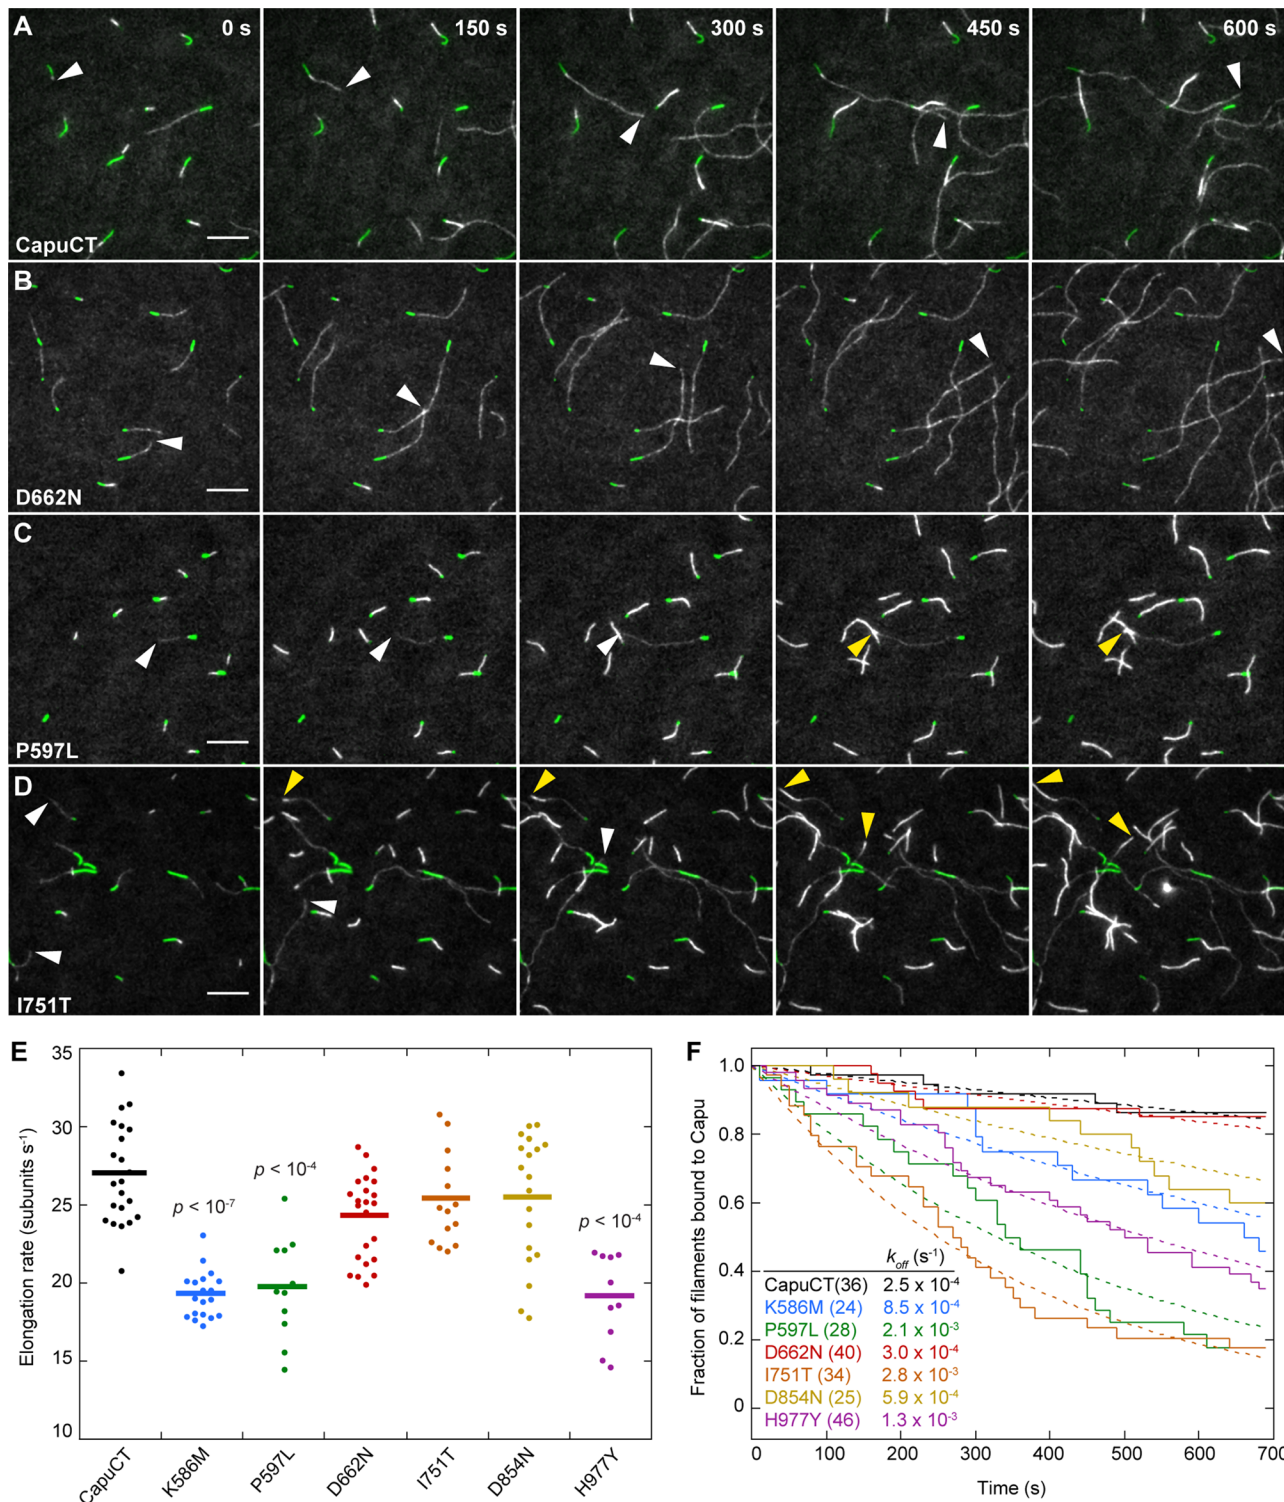 A 0 s 150 s 300 s 450 s 600 s
CapuCT
B
D662N
C
P597L
D
I751T
E
35
30
25
20
15
10
Elongation rate (subunits s⁻¹)
p < 10⁻⁷
p < 10⁻⁴
p < 10⁻⁴
CapuCT K586M P597L D662N I751T D854N H977Y
F
1.0
0.8
0.6
0.4
0.2
0
Fraction of filaments bound to Capu
k_off (s⁻¹)
CapuCT(36) 2.5 x 10⁻⁴
K586M (24) 8.5 x 10⁻⁴
P597L (28) 2.1 x 10⁻³
D662N (40) 3.0 x 10⁻⁴
I751T (34) 2.8 x 10⁻³
D854N (25) 5.9 x 10⁻⁴
H977Y (46) 1.3 x 10⁻³
0 100 200 300 400 500 600 700
Time (s)